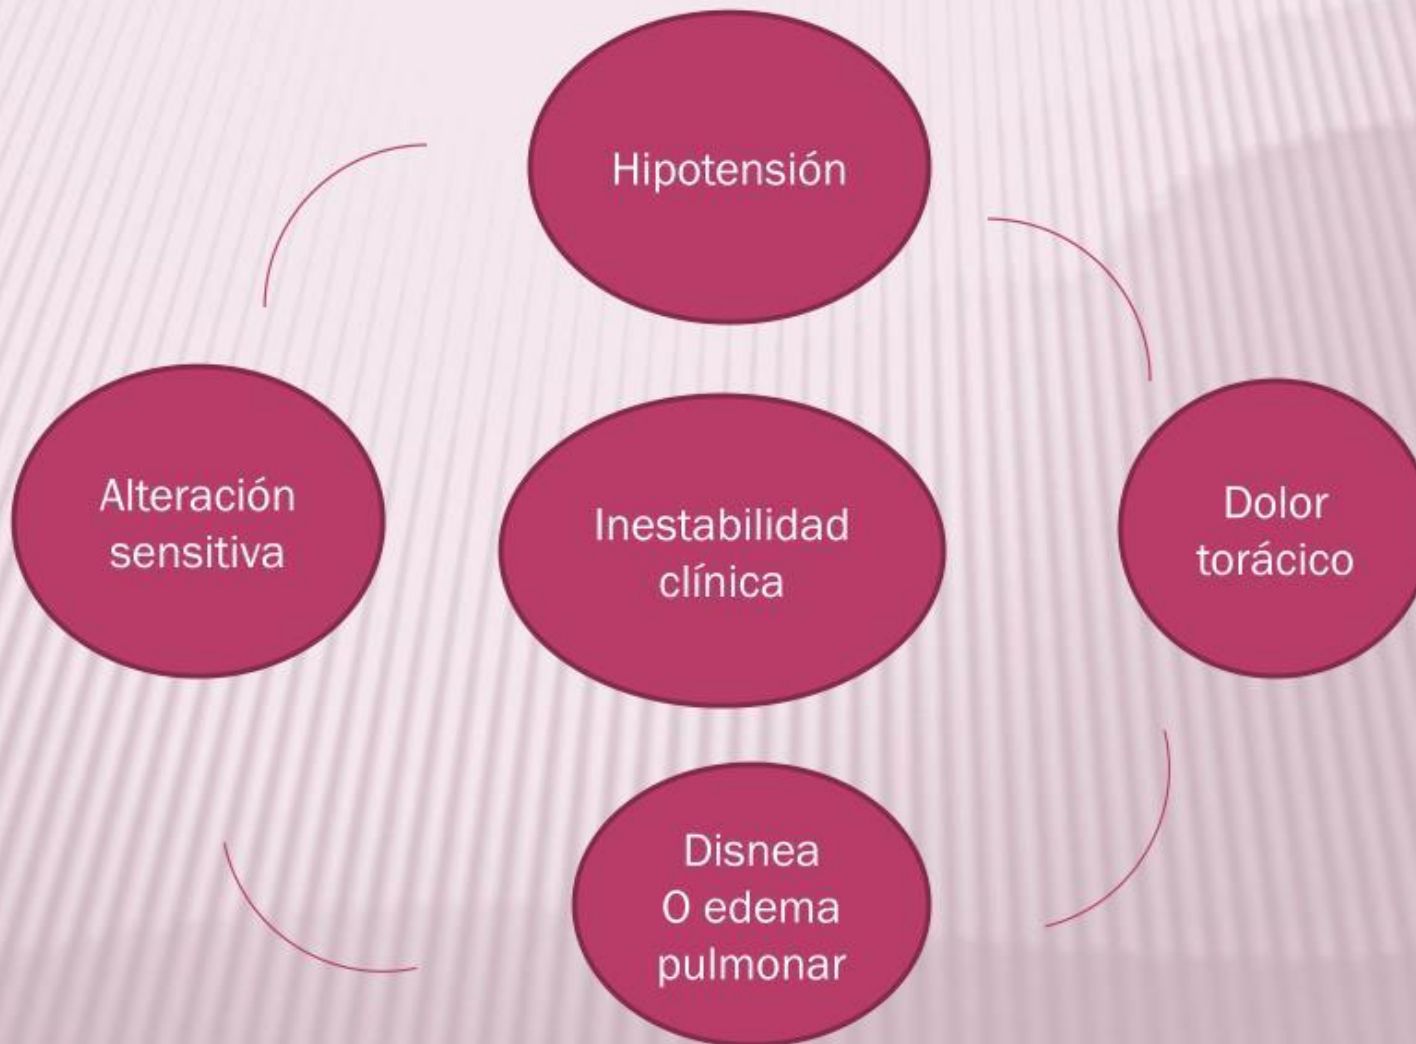 Hipotensión
Alteración
sensitiva
Inestabilidad
clínica
Dolor
torácico
Disnea
O edema
pulmonar